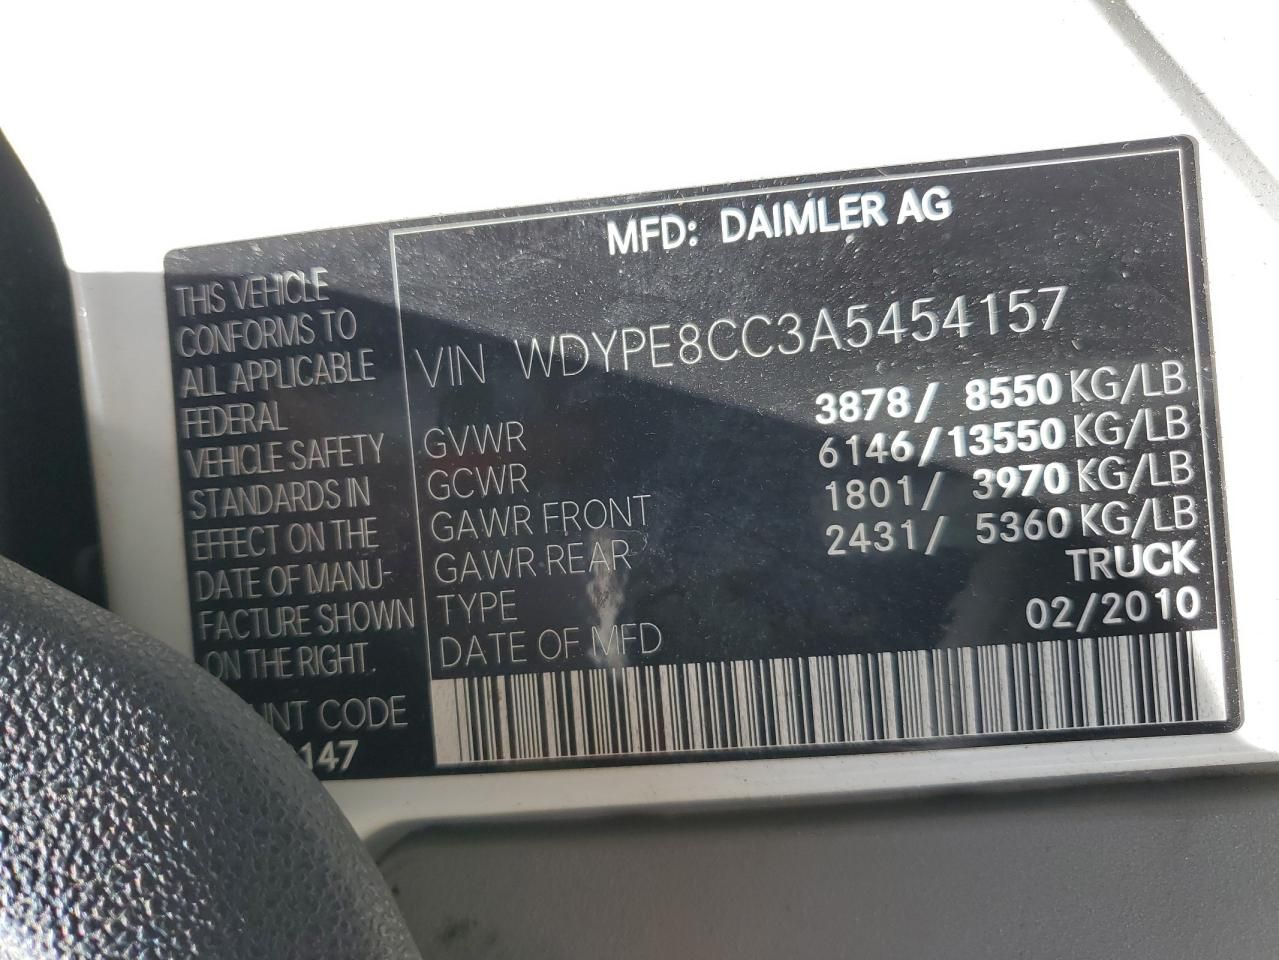 MFD: DAIMLER AG
THIS VEHICLE
CONFORMS TO
ALL APPLICABLE
FEDERAL
VEHICLE SAFETY
STANDARDS IN
EFFECT ON THE
DATE OF MANU-
FACTURE SHOWN
ON THE RIGHT.
CODE
147
VIN WDYPE8CC3A5454157
GVWR 3878/ 8550 KG/LB
GCWR 6146/13550 KG/LB
GAWR FRONT 1801/ 3970 KG/LB
GAWR REAR 2431/ 5360 KG/LB
TYPE TRUCK
DATE OF MFD 02/2010